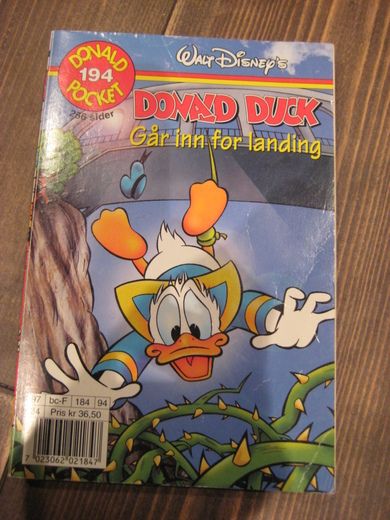 DONALD
194
POCKET
256 sider
WALT DISNEY'S
DONALD DUCK
Går inn for landing
97 bc-F 184 94
Pris kr 36,50
7 023062 021847